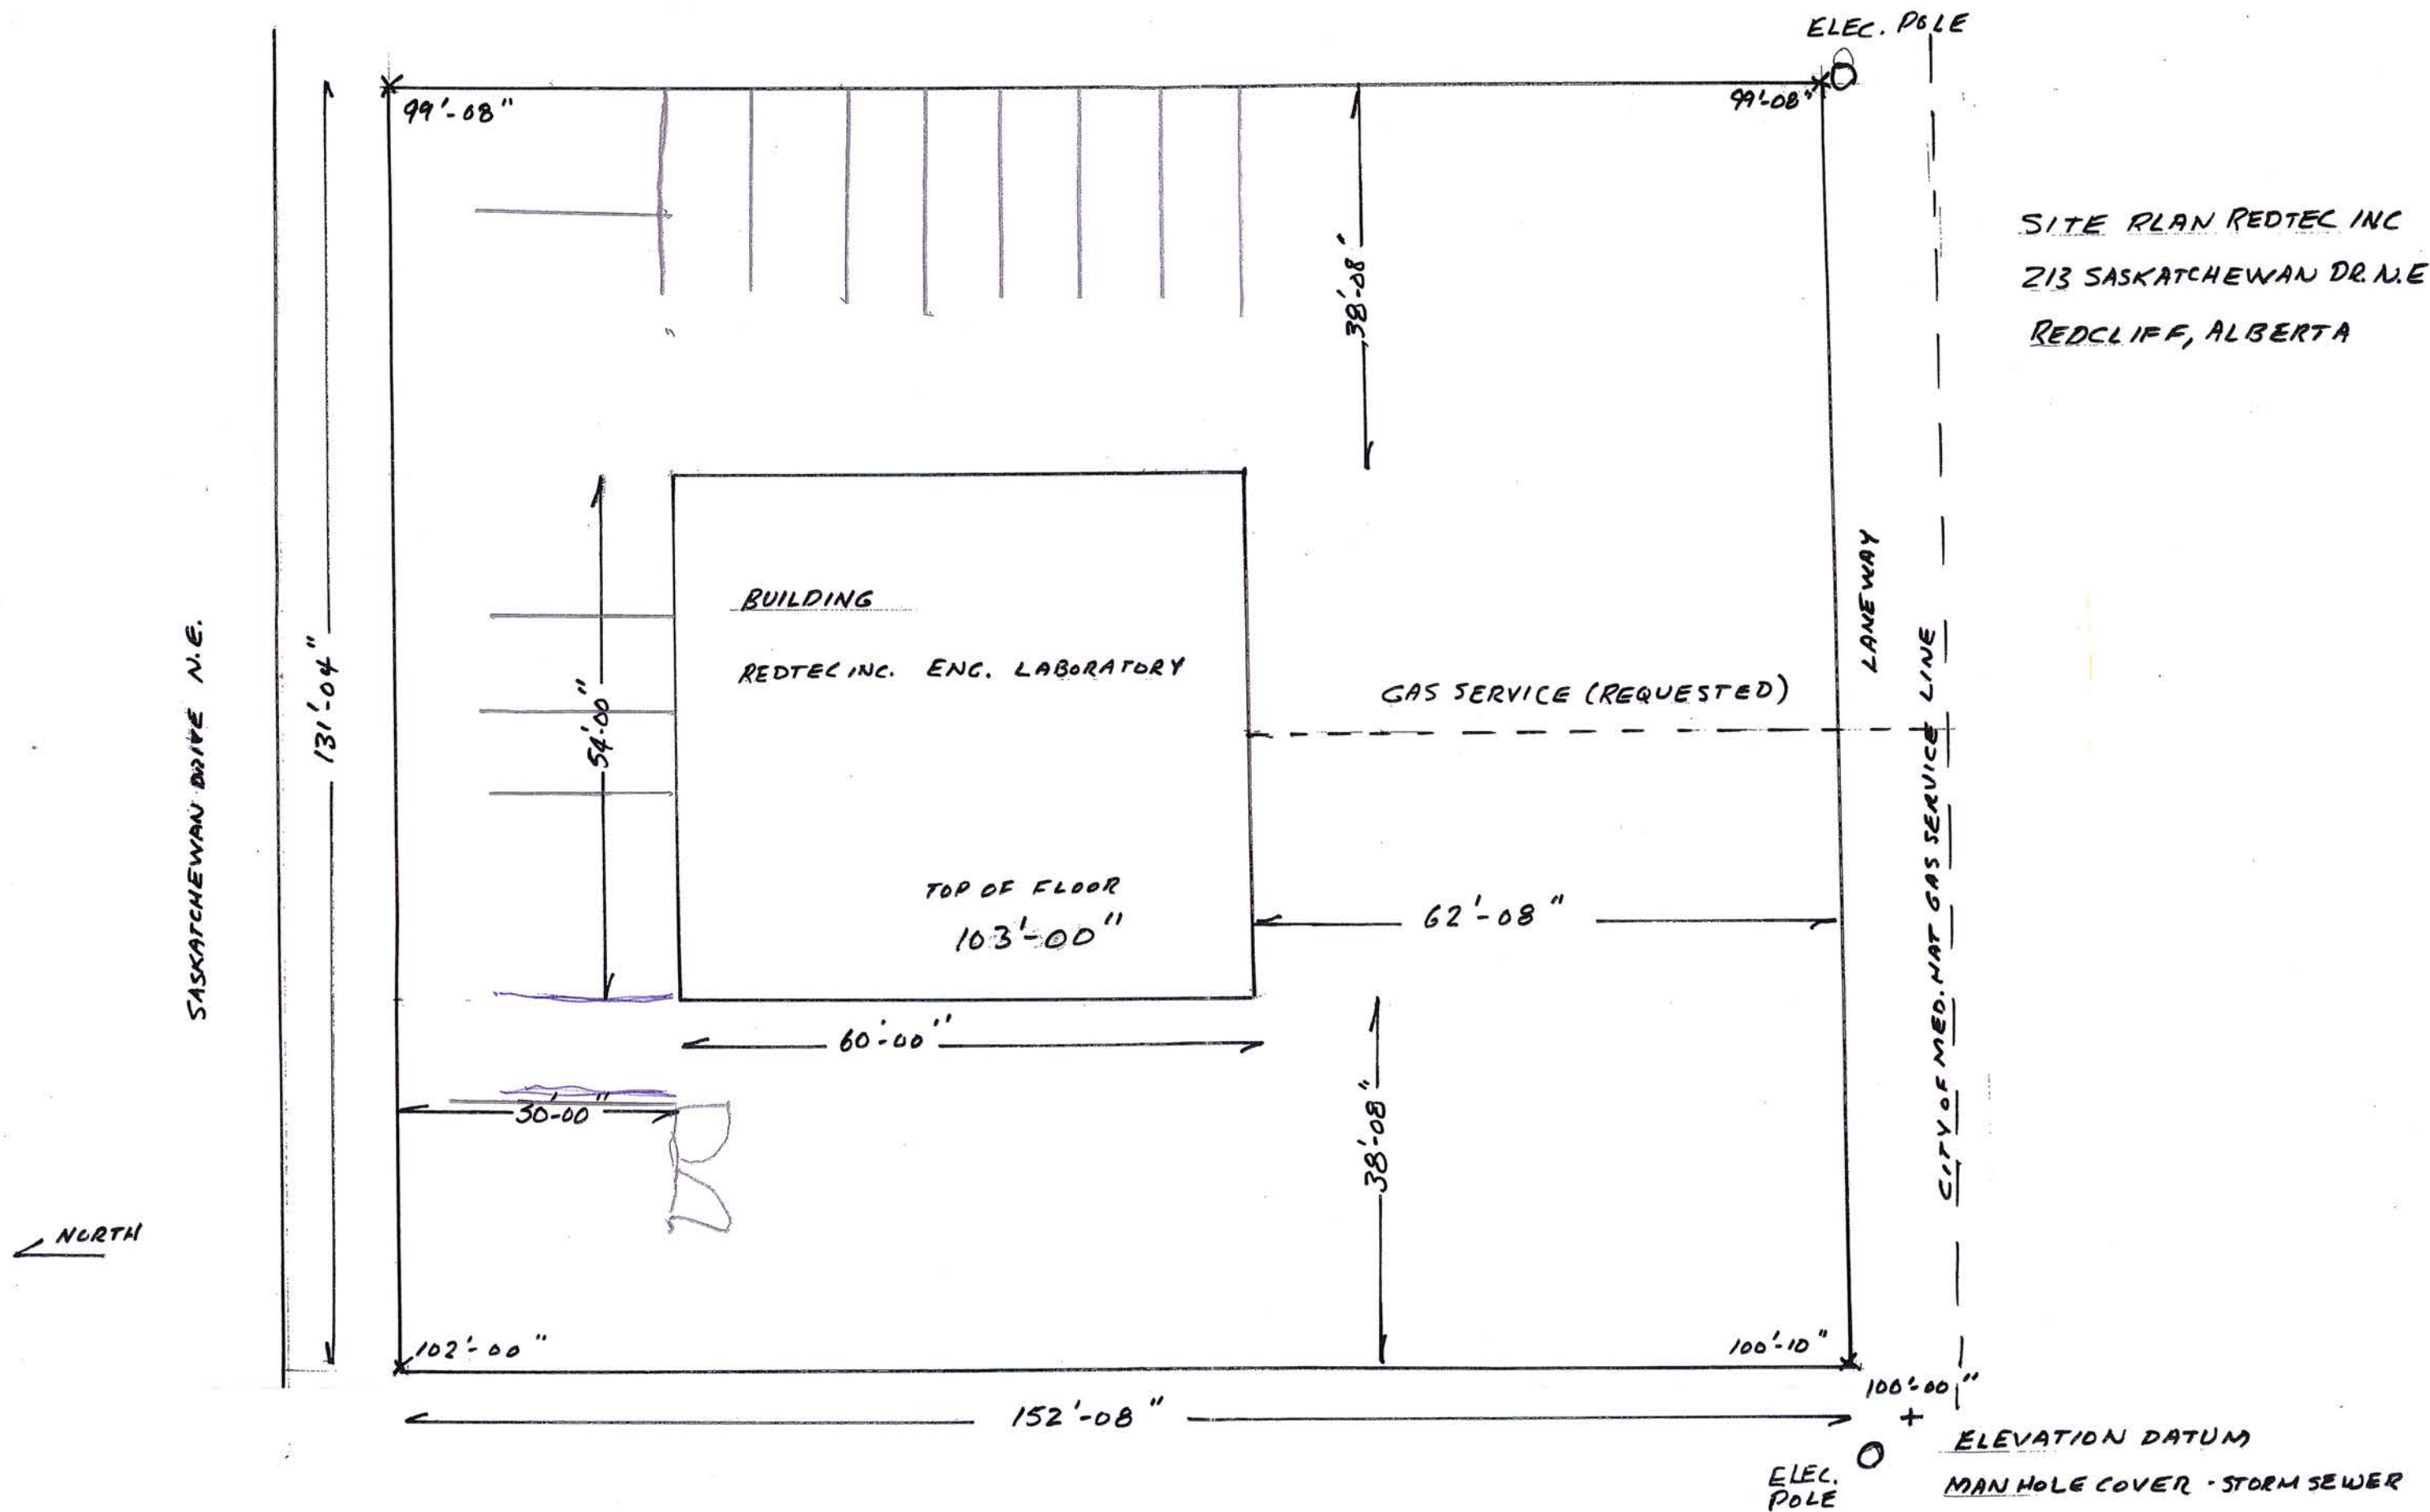 ELEC. POLE
99'-08"
99'-08"
SITE PLAN REDTEC INC
213 SASKATCHEWAN DR. N.E
REDCLIFF, ALBERTA
38'-08"
SASKATCHEWAN DRIVE N.E.
131'-04"
54'-00"
BUILDING
REDTEC INC. ENG. LABORATORY
GAS SERVICE (REQUESTED)
LANEWAY
CITY OF MED. HAT GAS SERVICE LINE
TOP OF FLOOR
103'-00"
62'-08"
60'-00"
30'-00"
38'-08"
NORTH
102'-00"
100'-10"
100'-00"
152'-08"
+
ELEVATION DATUM
MAN HOLE COVER - STORM SEWER
ELEC.
POLE